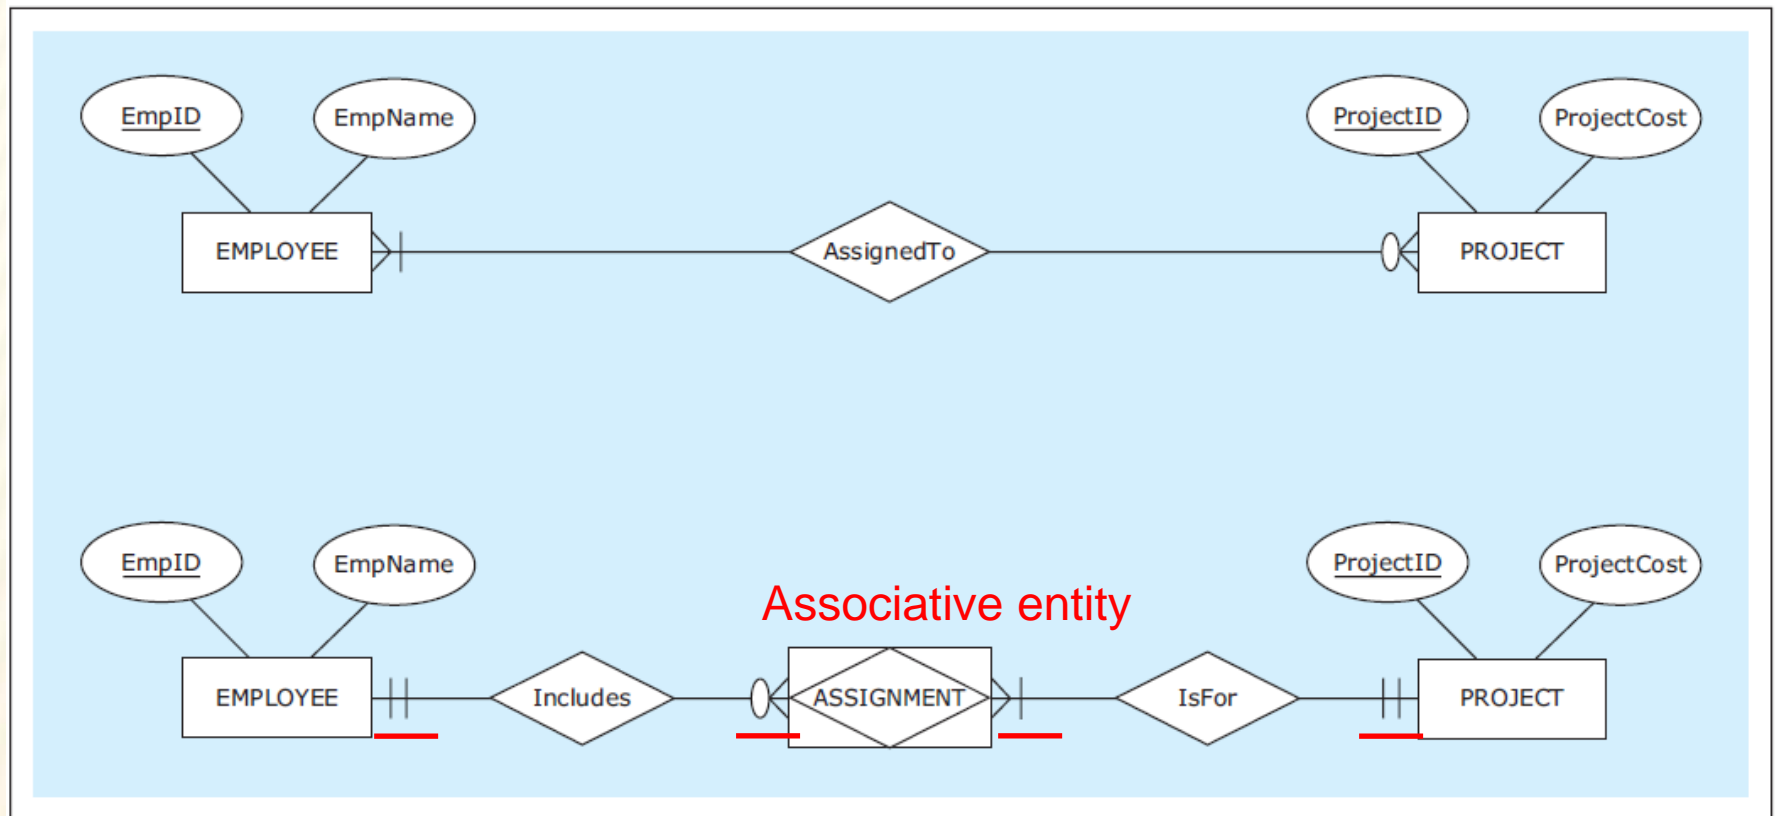 EmpID EmpName ProjectID ProjectCost
EMPLOYEE AssignedTo PROJECT
EmpID EmpName ProjectID ProjectCost
Associative entity
EMPLOYEE Includes ASSIGNMENT IsFor PROJECT